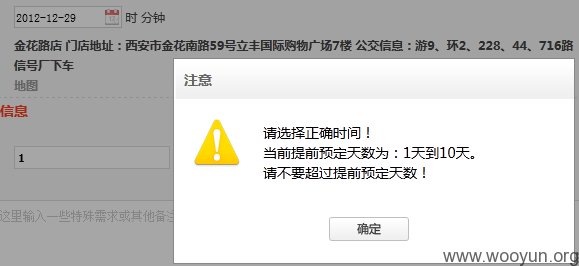 2012-12-29 时 分钟
金花路店 门店地址：西安市金花南路59号立丰国际购物广场7楼 公交信息：游9、环2、228、44、716路
信号厂下车
地图
信息
注意
请选择正确时间！
当前提前预定天数为：1天到10天。
请不要超过提前预定天数！
1
这里输入一些特殊需求或其他备注
确定
www.wooyun.org